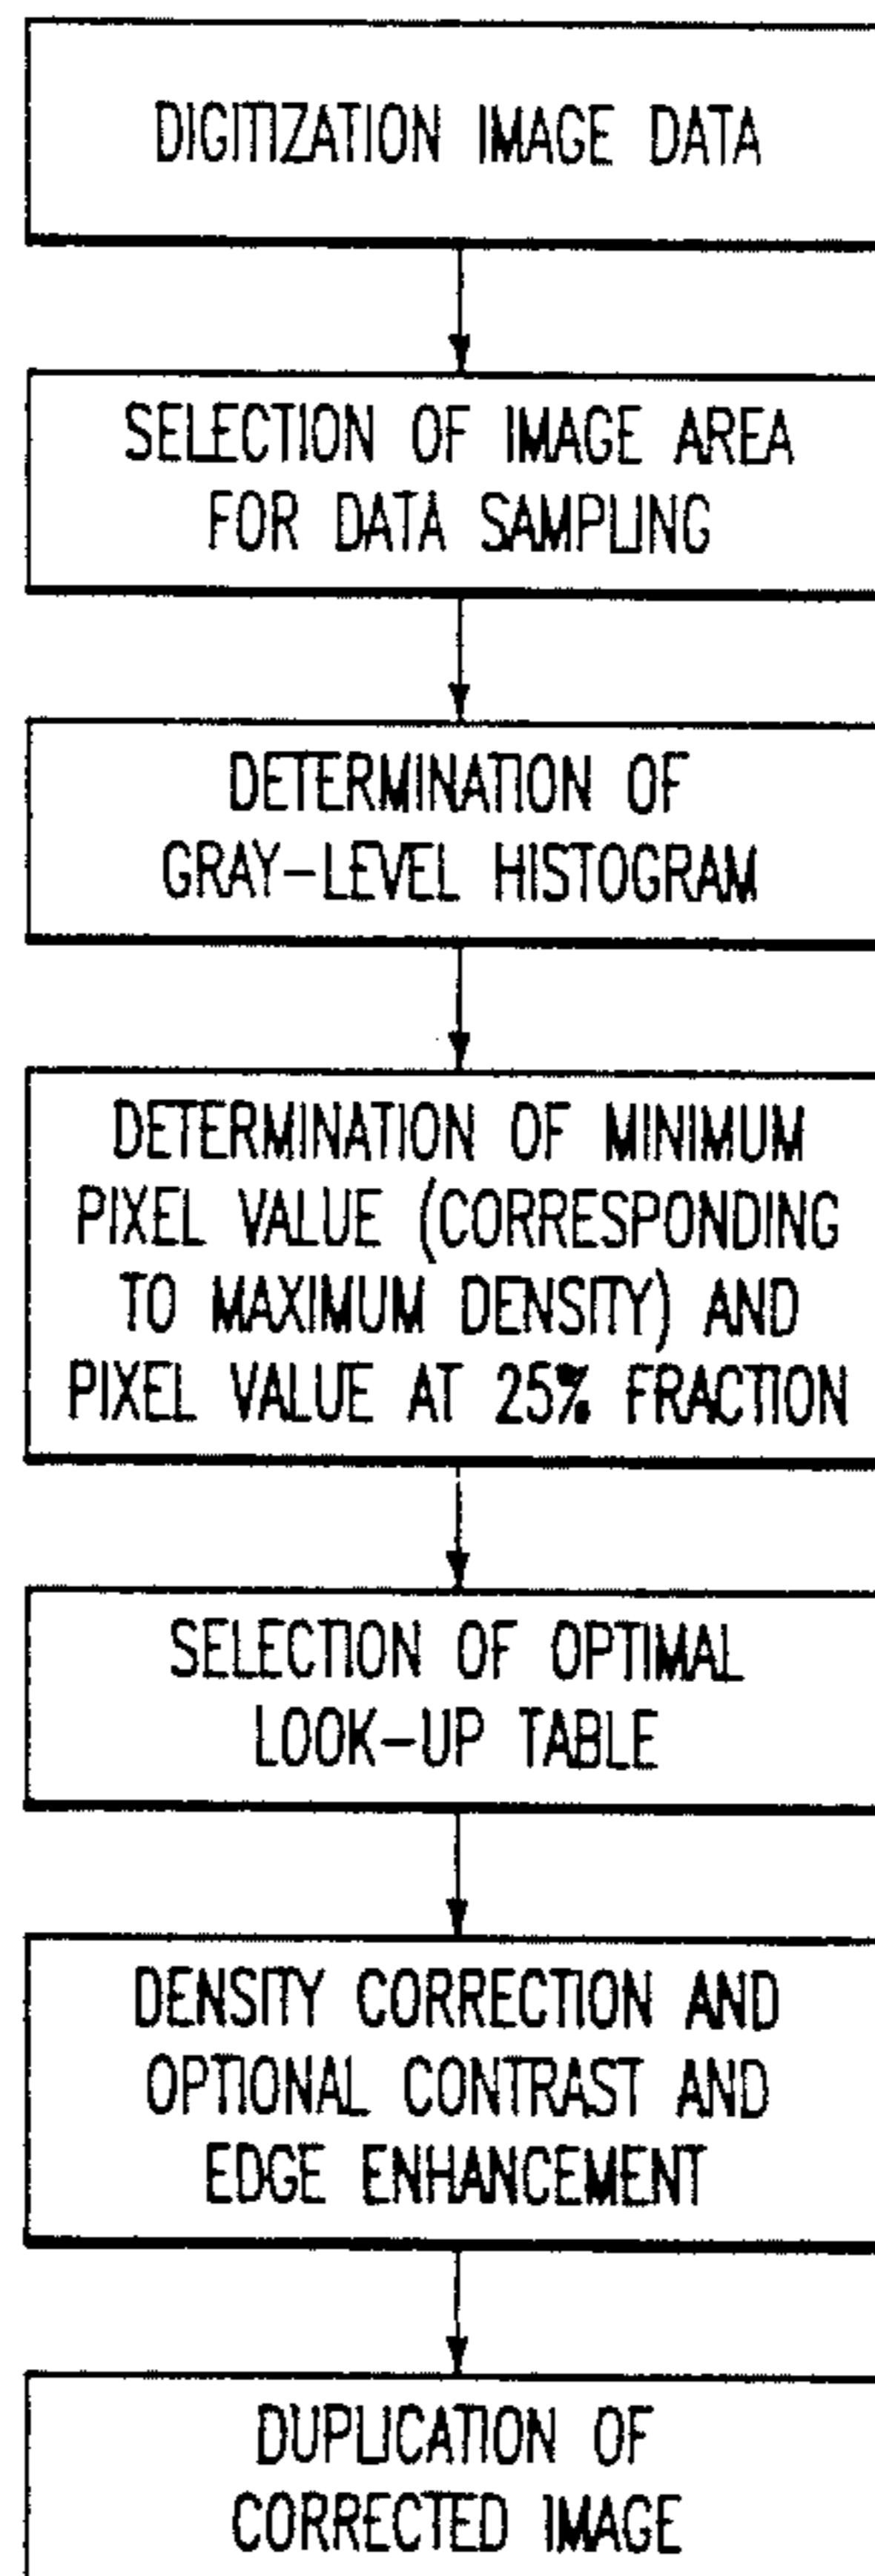 DIGITIZATION IMAGE DATA
SELECTION OF IMAGE AREA
FOR DATA SAMPLING
DETERMINATION OF
GRAY-LEVEL HISTOGRAM
DETERMINATION OF MINIMUM
PIXEL VALUE (CORRESPONDING
TO MAXIMUM DENSITY) AND
PIXEL VALUE AT 25% FRACTION
SELECTION OF OPTIMAL
LOOK-UP TABLE
DENSITY CORRECTION AND
OPTIONAL CONTRAST AND
EDGE ENHANCEMENT
DUPLICATION OF
CORRECTED IMAGE